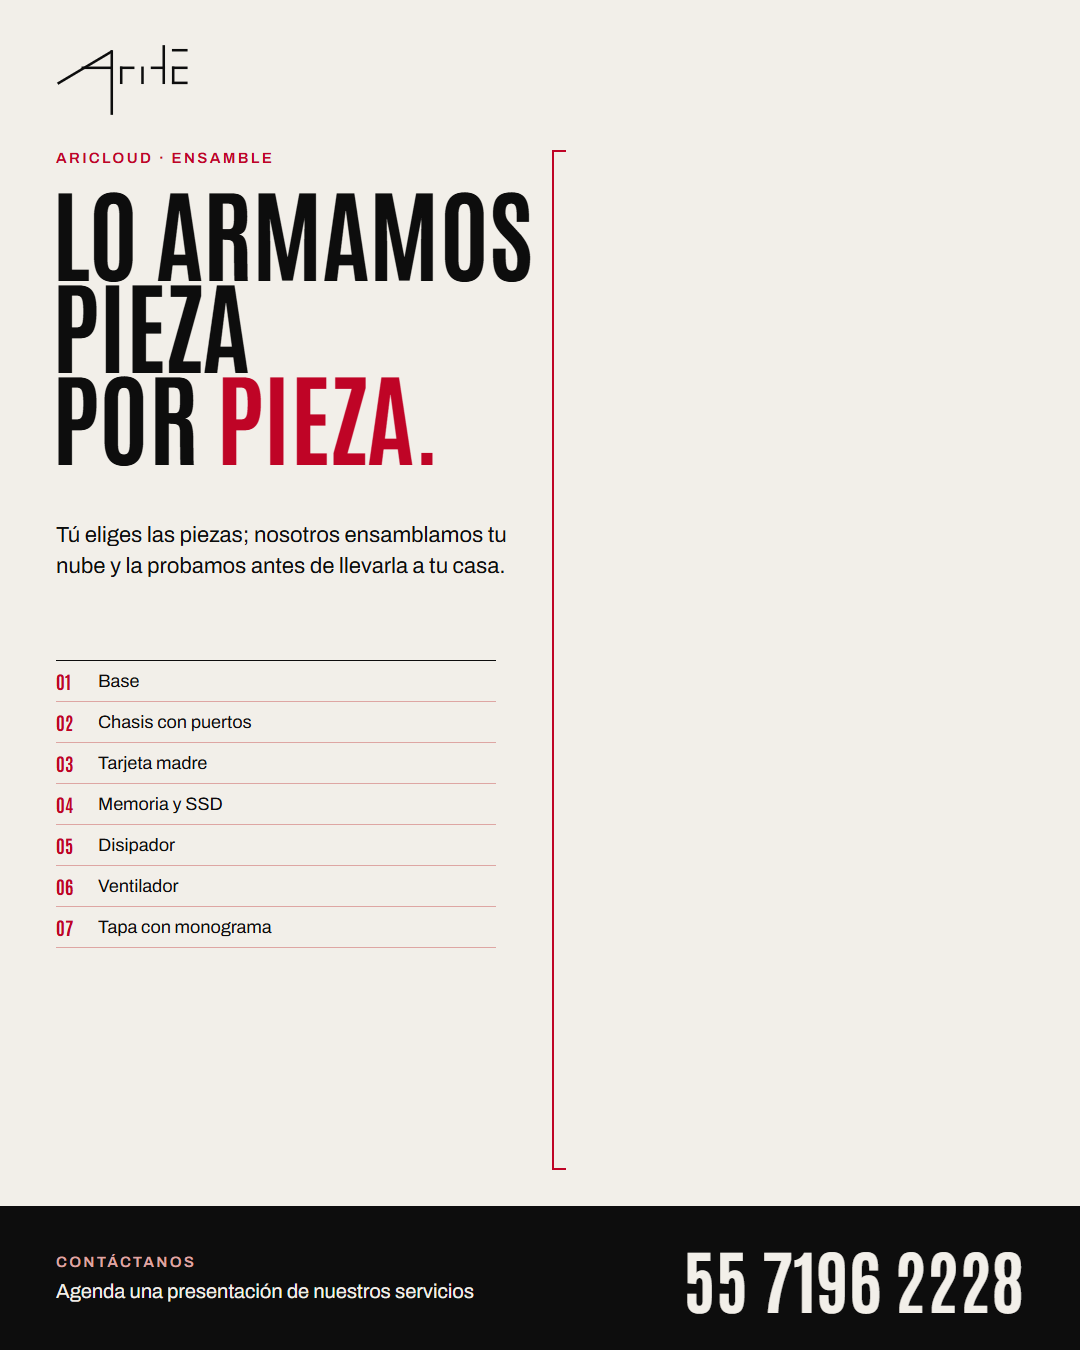 AriHE
ARICLOUD · ENSAMBLE
LO ARMAMOS
PIEZA
POR PIEZA.
Tú eliges las piezas; nosotros ensamblamos tu
nube y la probamos antes de llevarla a tu casa.
01 Base
02 Chasis con puertos
03 Tarjeta madre
04 Memoria y SSD
05 Disipador
06 Ventilador
07 Tapa con monograma
CONTÁCTANOS
Agenda una presentación de nuestros servicios
55 7196 2228